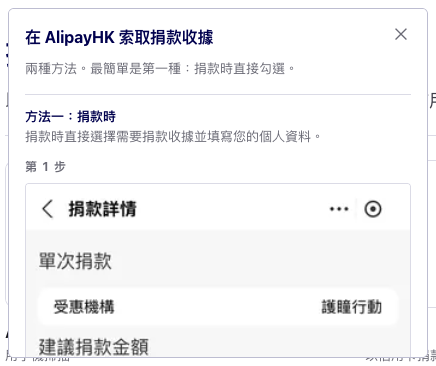 在 AlipayHK 索取捐款收據
兩種方法。最簡單是第一種：捐款時直接勾選。
方法一：捐款時
捐款時直接選擇需要捐款收據並填寫您的個人資料。
第 1 步
捐款詳情
單次捐款
受惠機構 護瞳行動
建議捐款金額